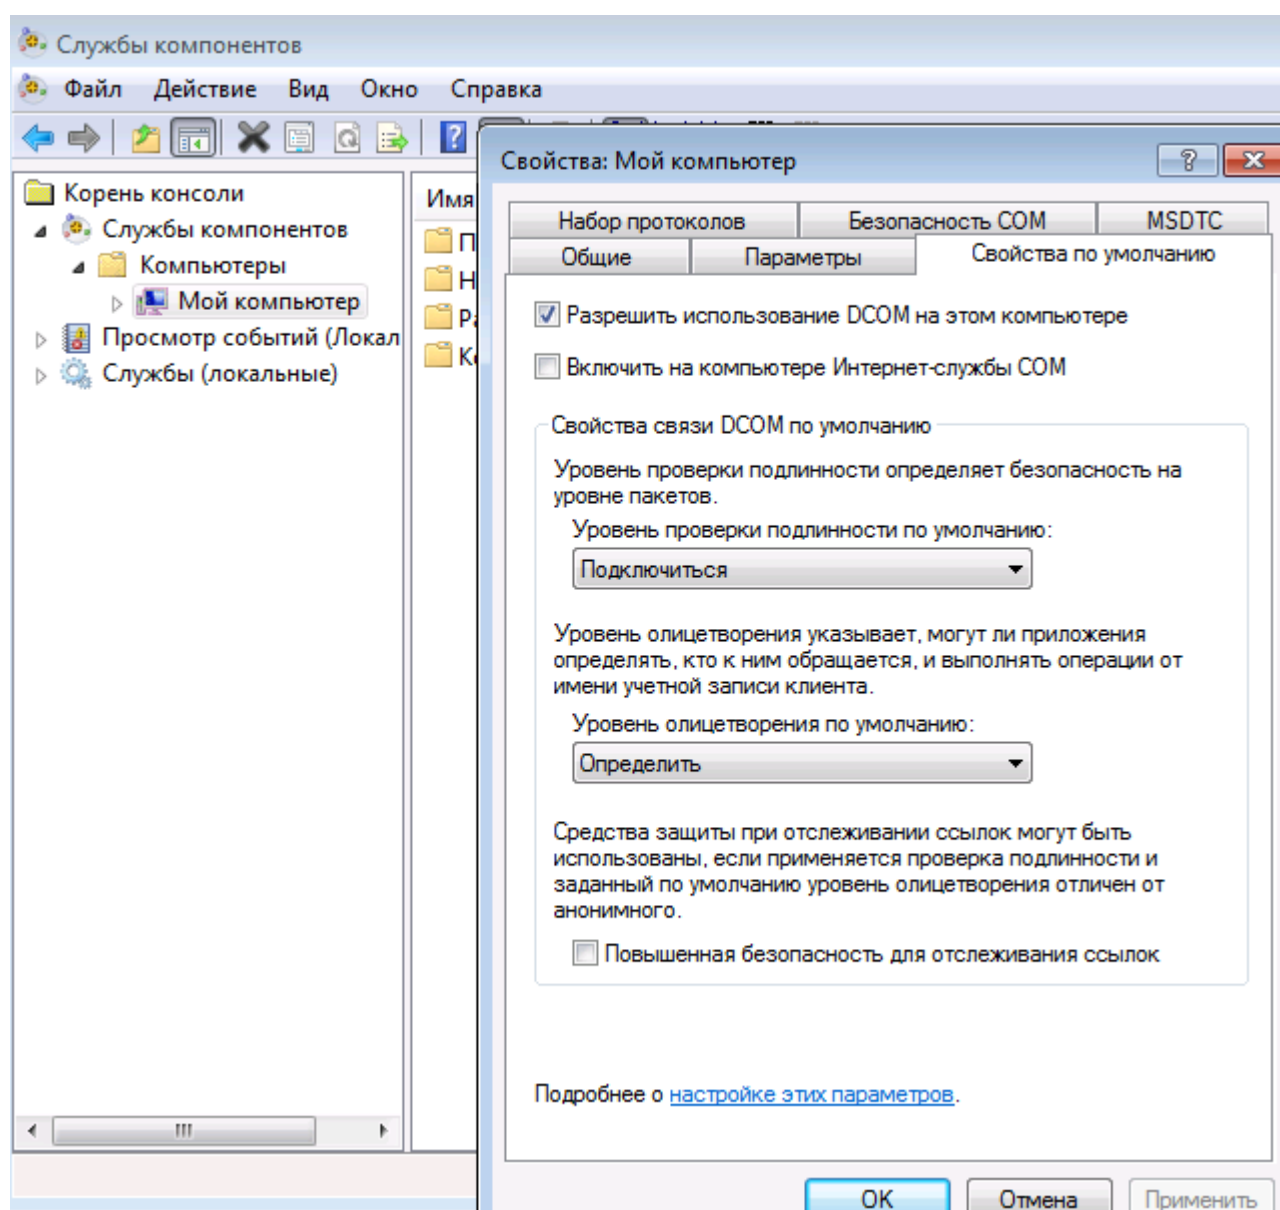 Службы компонентов
Файл Действие Вид Окно Справка
Корень консоли
Службы компонентов
Компьютеры
Мой компьютер
Просмотр событий (Локал
Службы (локальные)
Имя
Свойства: Мой компьютер
Набор протоколов Безопасность COM MSDTC
Общие Параметры Свойства по умолчанию
Разрешить использование DCOM на этом компьютере
Включить на компьютере Интернет-службы COM
Свойства связи DCOM по умолчанию
Уровень проверки подлинности определяет безопасность на
уровне пакетов.
Уровень проверки подлинности по умолчанию:
Подключиться
Уровень олицетворения указывает, могут ли приложения
определять, кто к ним обращается, и выполнять операции от
имени учетной записи клиента.
Уровень олицетворения по умолчанию:
Определить
Средства защиты при отслеживании ссылок могут быть
использованы, если применяется проверка подлинности и
заданный по умолчанию уровень олицетворения отличен от
анонимного.
Повышенная безопасность для отслеживания ссылок
Подробнее о настройке этих параметров.
OK Отмена Применить